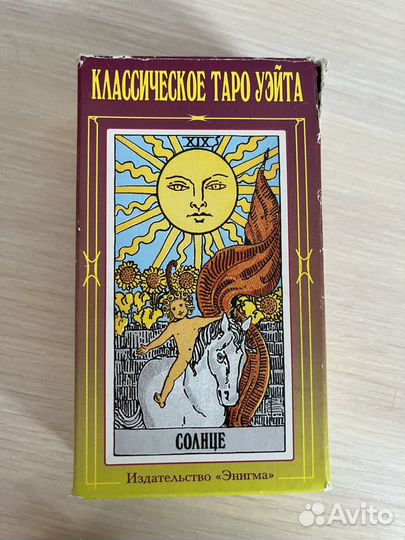 КЛАССИЧЕСКОЕ ТАРО УЭЙТА
XIX
СОЛНЦЕ
Издательство «Энигма»
Avito